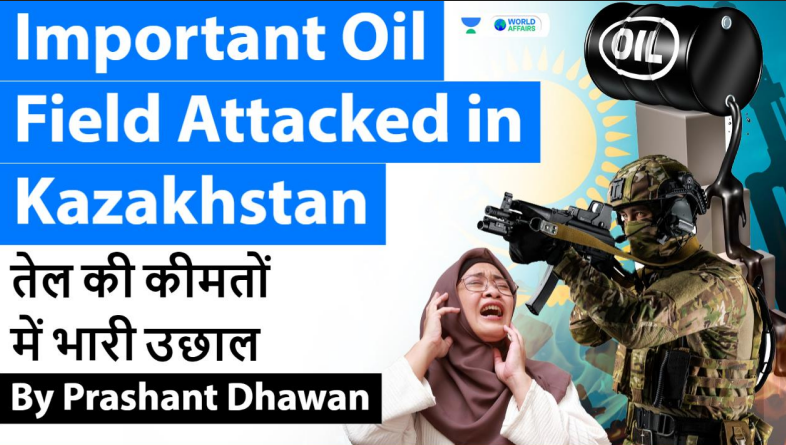 Important Oil
Field Attacked in
Kazakhstan
तेल की कीमतों
में भारी उछाल
By Prashant Dhawan
WORLD
AFFAIRS
OIL